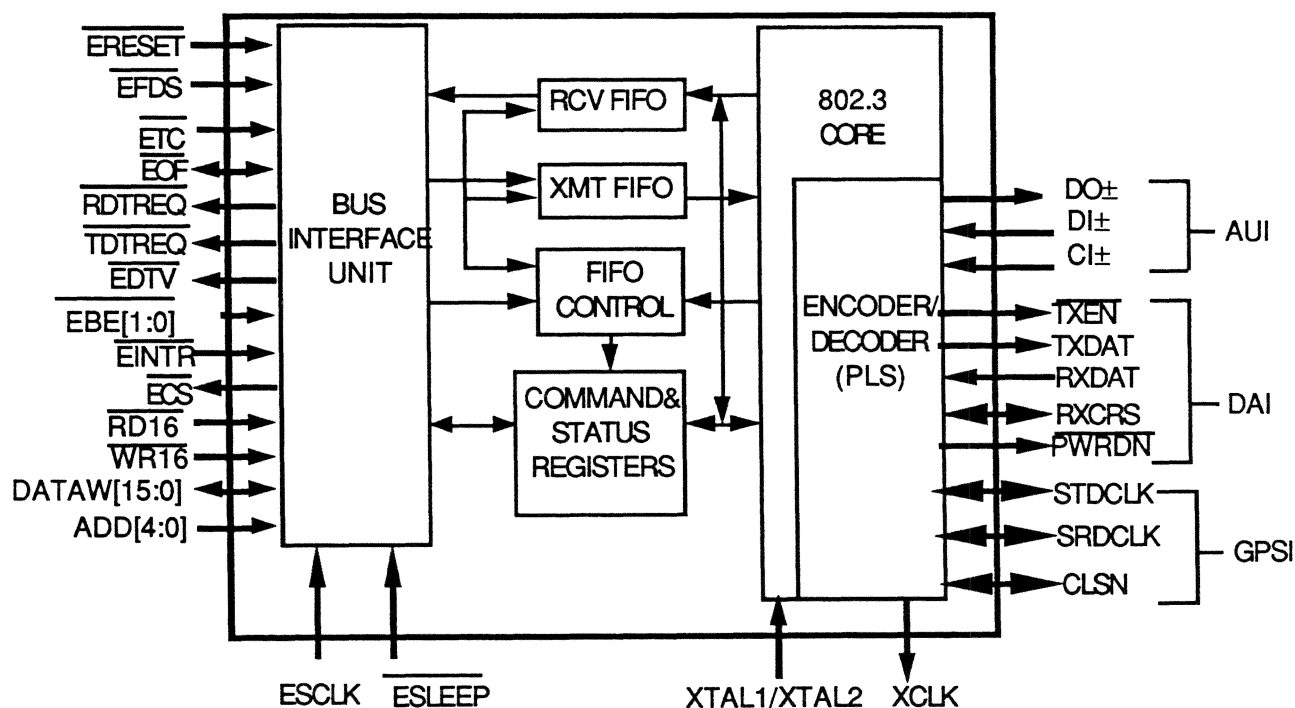 ERESET
EFDS
ETC
EOF
RDTREQ
TDTREQ
EDTV
EBE[1:0]
EINTR
ECS
RD16
WR16
DATAW[15:0]
ADD[4:0]
BUS
INTERFACE
UNIT
RCV FIFO
XMT FIFO
FIFO
CONTROL
COMMAND&
STATUS
REGISTERS
802.3
CORE
ENCODER/
DECODER
(PLS)
DO±
DI±
CI±
AUI
TXEN
TXDAT
RXDAT
RXCRS
PWRDN
DAI
STDCLK
SRDCLK
CLSN
GPSI
ESCLK
ESLEEP
XTAL1/XTAL2
XCLK